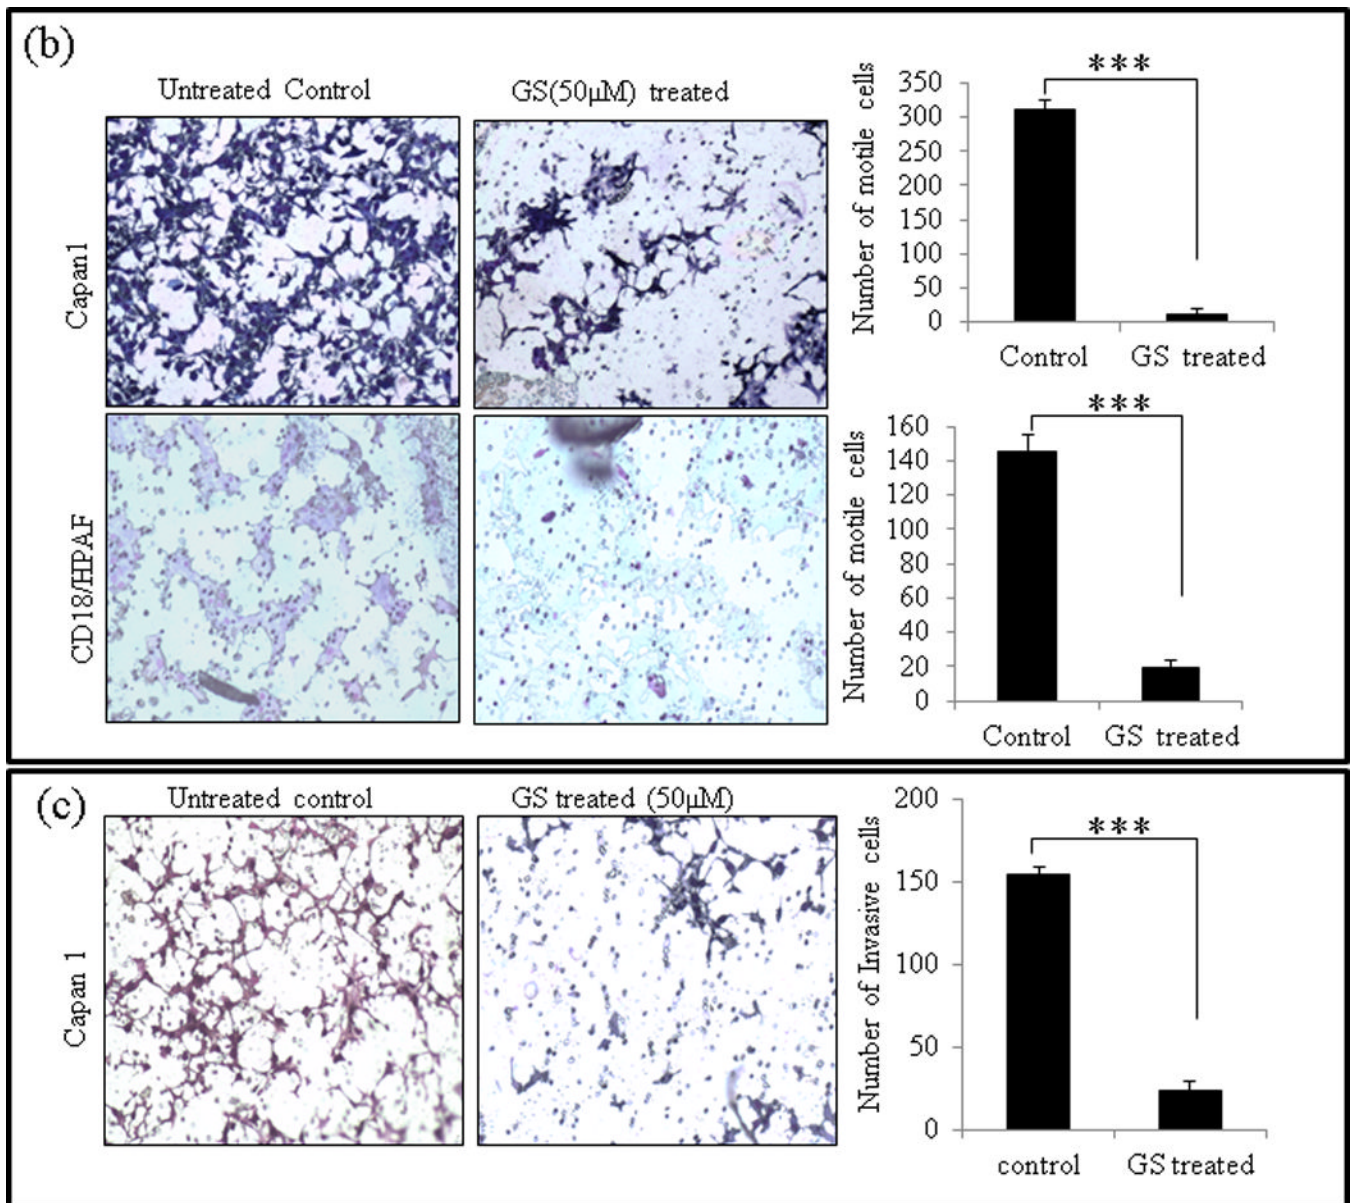 (b)
Untreated Control
GS(50μM) treated
Capan1
CD18/HPAF
***
Number of motile cells
350
300
250
200
150
100
50
0
Control
GS treated
***
Number of motile cells
160
140
120
100
80
60
40
20
0
Control
GS treated
(c)
Untreated control
GS treated (50μM)
Capan 1
***
Number of Invasive cells
200
150
100
50
0
control
GS treated